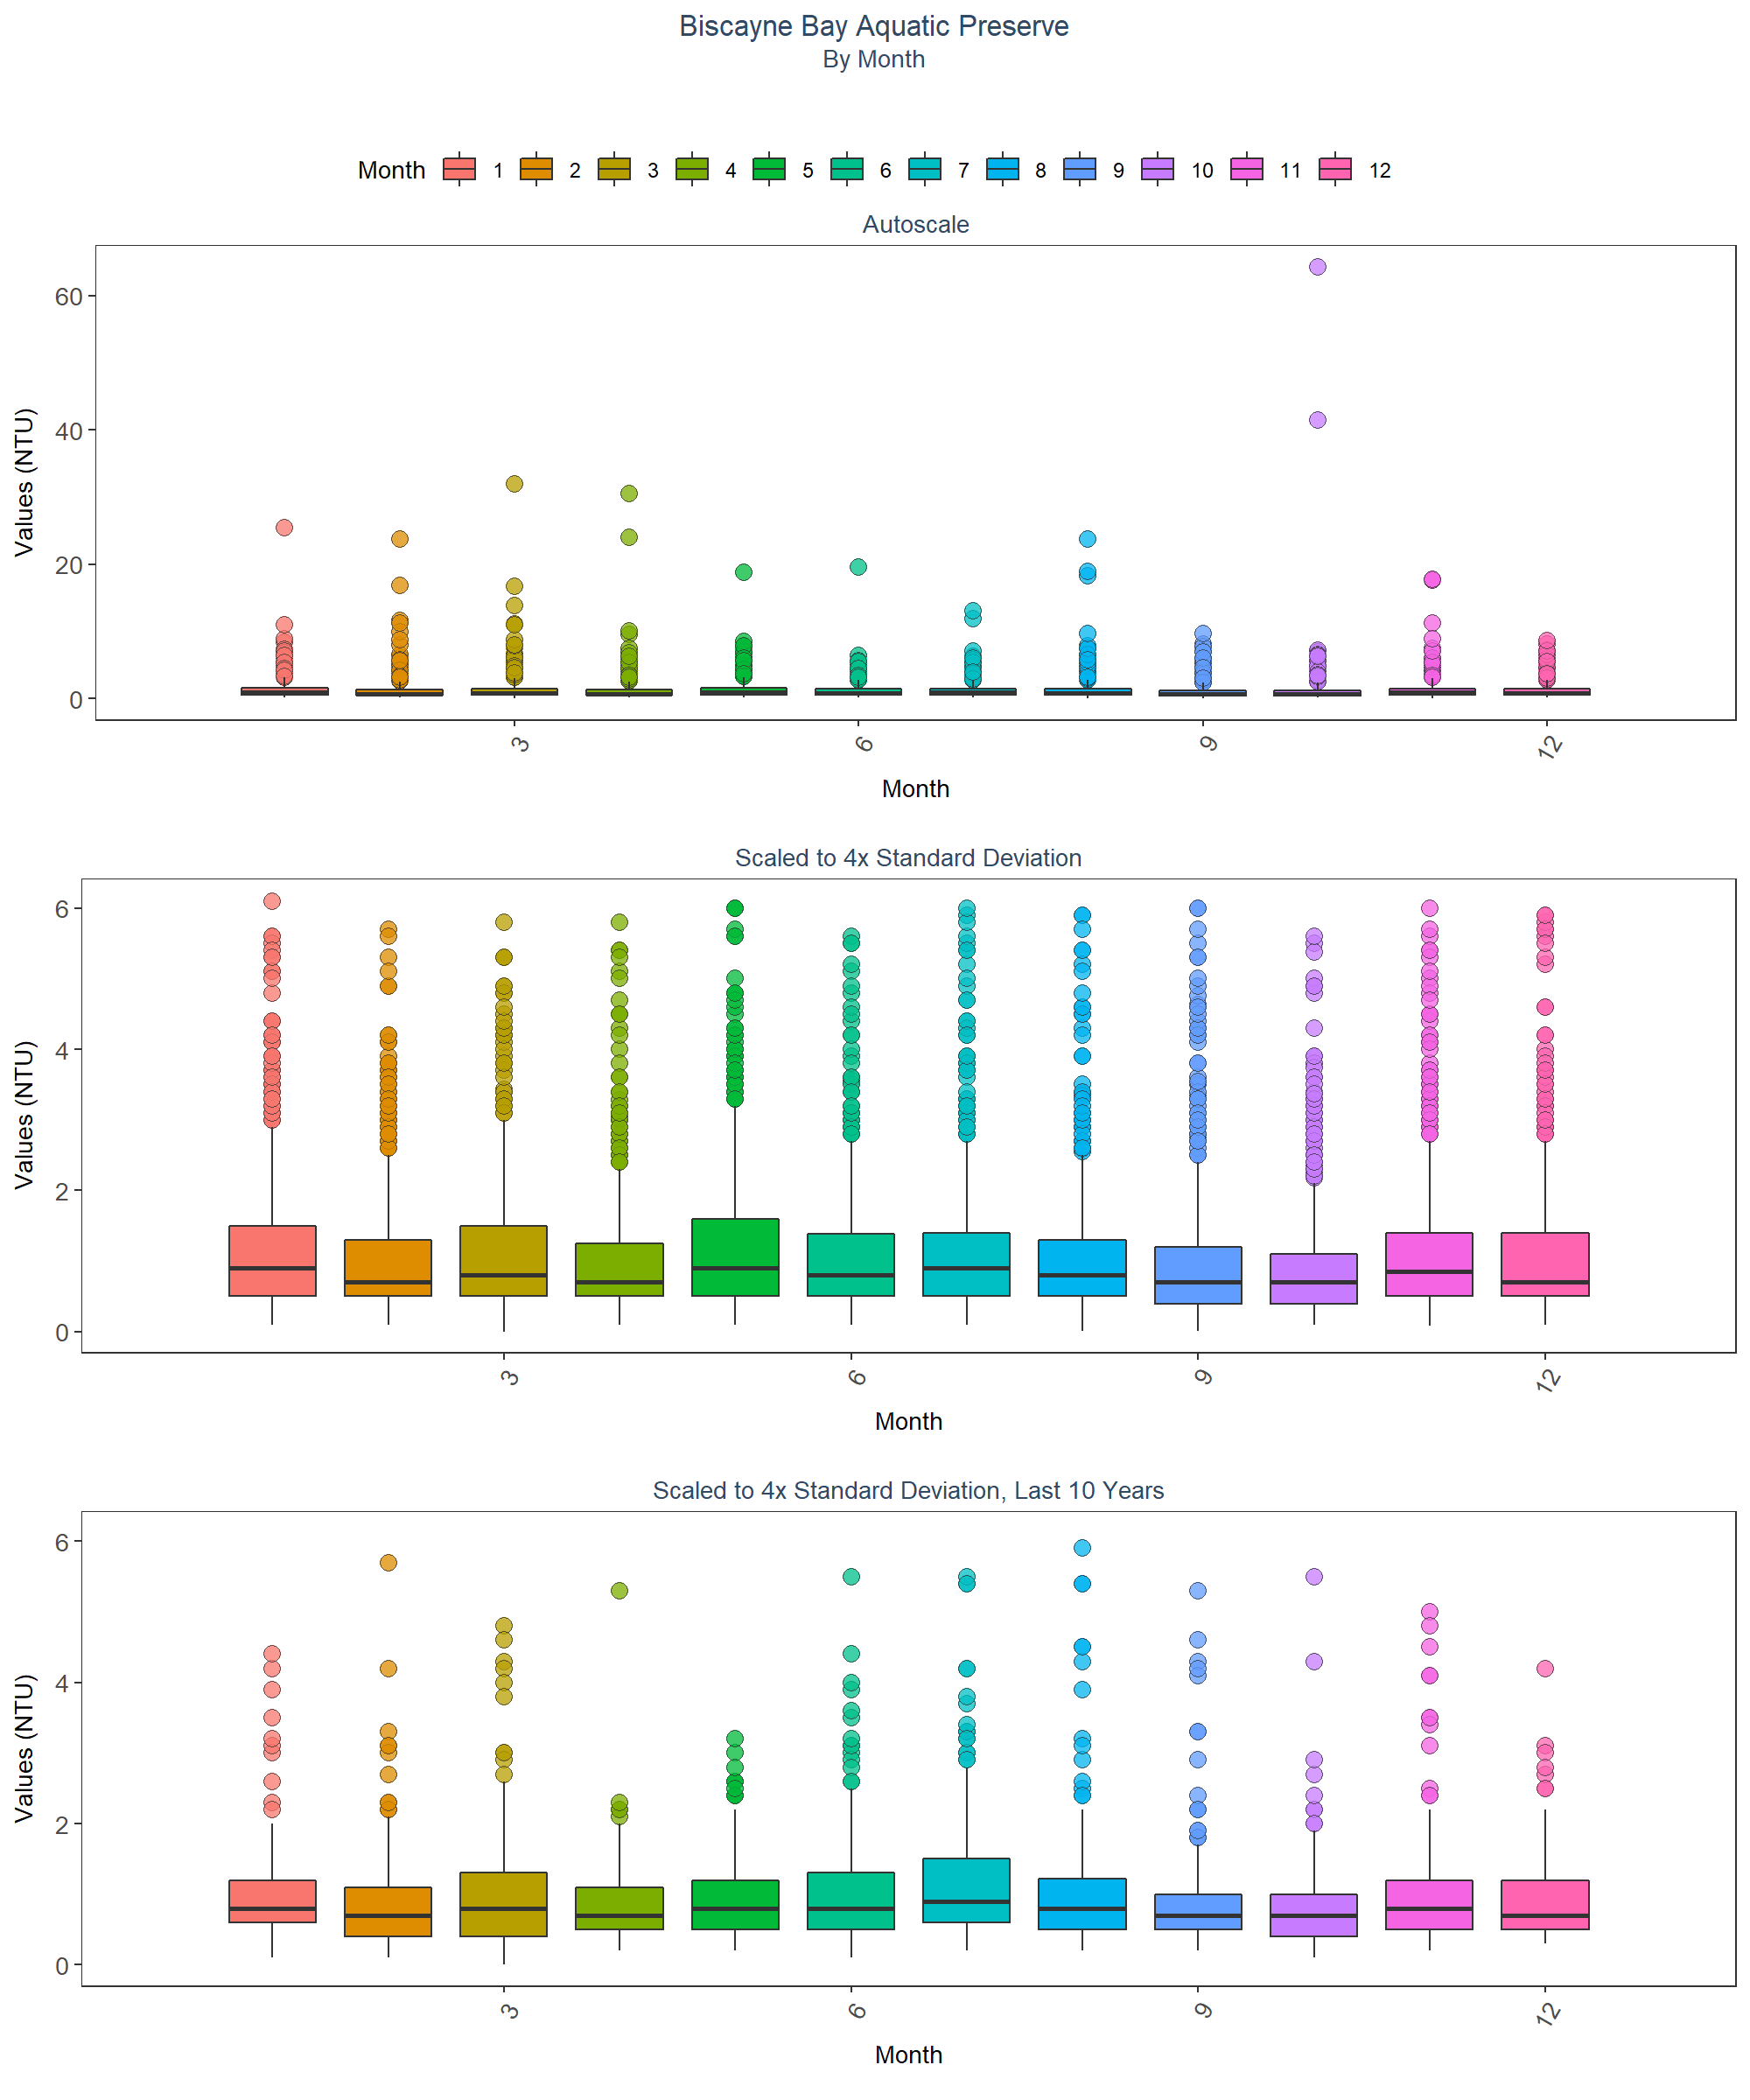 Biscayne Bay Aquatic Preserve
By Month
Month 1 2 3 4 5 6 7 8 9 10 11 12
Autoscale
Values (NTU)
60
40
20
0
3 6 9 12
Month
Scaled to 4x Standard Deviation
Values (NTU)
6
4
2
0
3 6 9 12
Month
Scaled to 4x Standard Deviation, Last 10 Years
Values (NTU)
6
4
2
0
3 6 9 12
Month